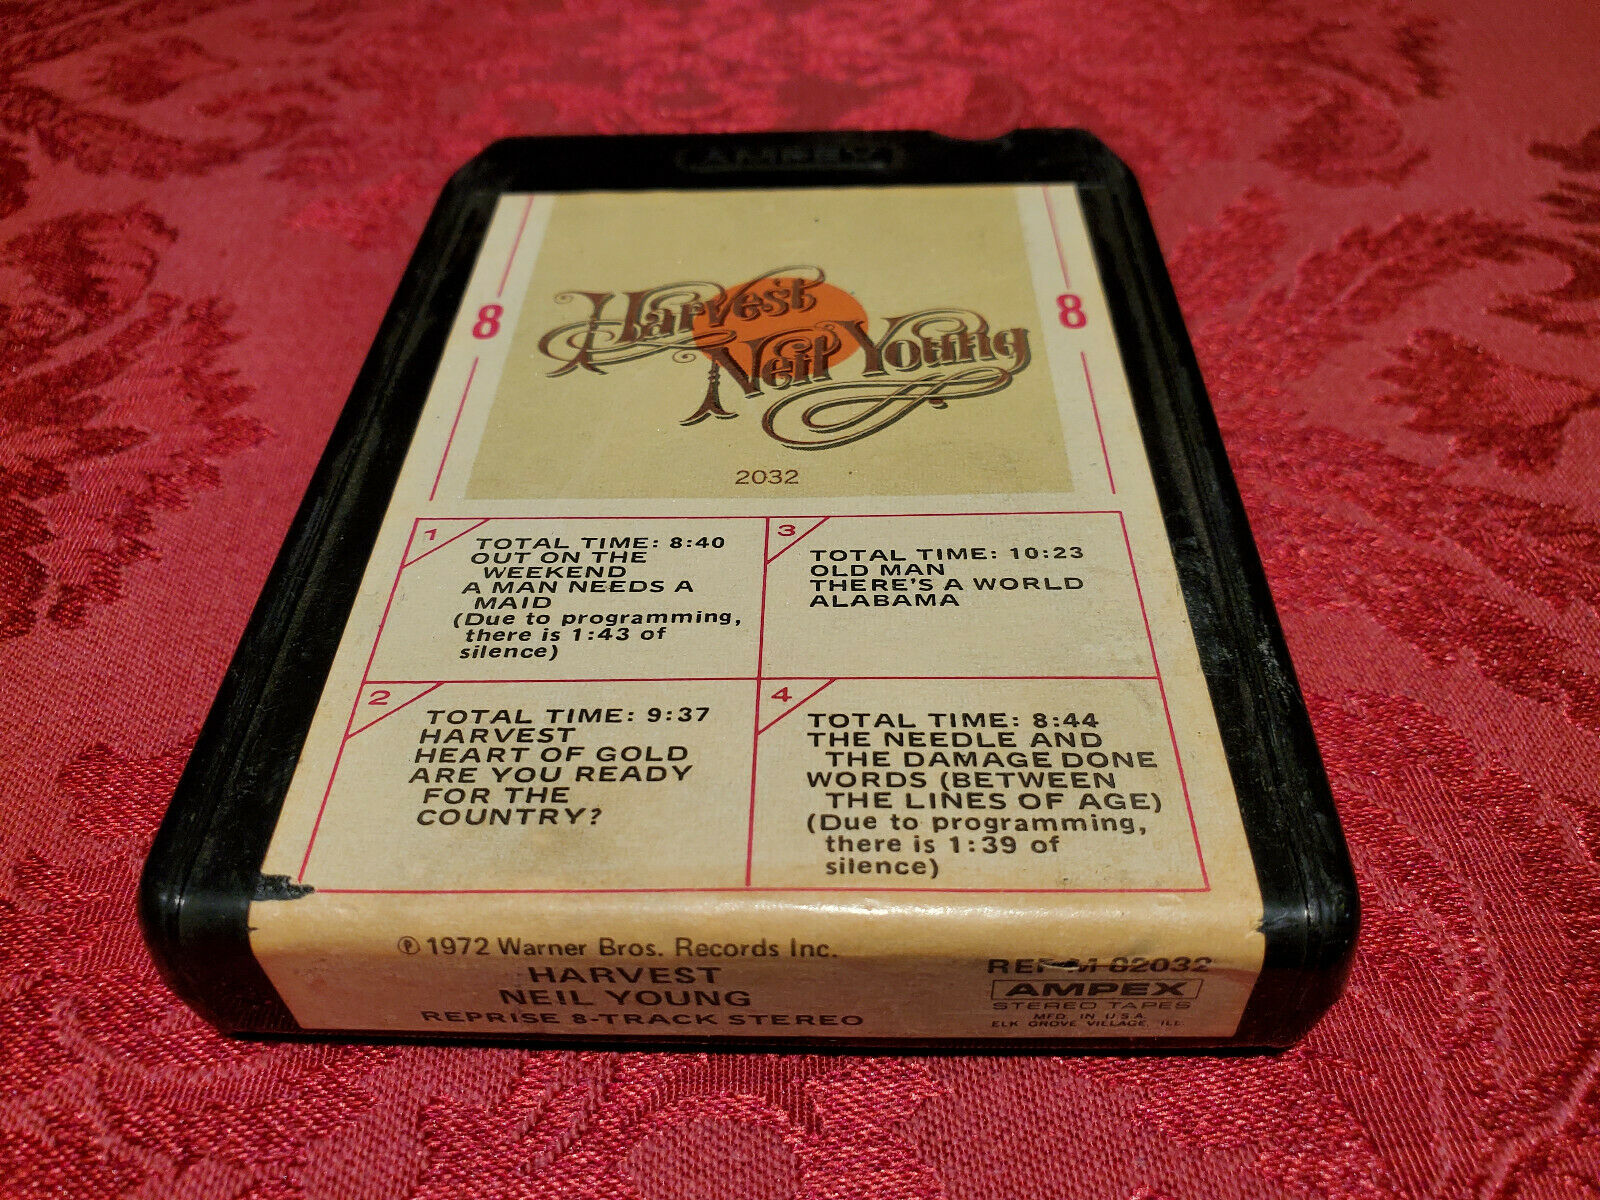 AMPEX
8
8
Harvest
Neil Young
2032
1
TOTAL TIME: 8:40
OUT ON THE
WEEKEND
A MAN NEEDS A
MAID
(Due to programming,
there is 1:43 of
silence)
2
TOTAL TIME: 9:37
HARVEST
HEART OF GOLD
ARE YOU READY
FOR THE
COUNTRY?
3
TOTAL TIME: 10:23
OLD MAN
THERE'S A WORLD
ALABAMA
4
TOTAL TIME: 8:44
THE NEEDLE AND
THE DAMAGE DONE
WORDS (BETWEEN
THE LINES OF AGE)
(Due to programming,
there is 1:39 of
silence)
℗ 1972 Warner Bros. Records Inc.
HARVEST
NEIL YOUNG
REPRISE 8-TRACK STEREO
M 82032
AMPEX
STEREO TAPES
MFD. IN U.S.A.
ELK GROVE VILLAGE, ILL.